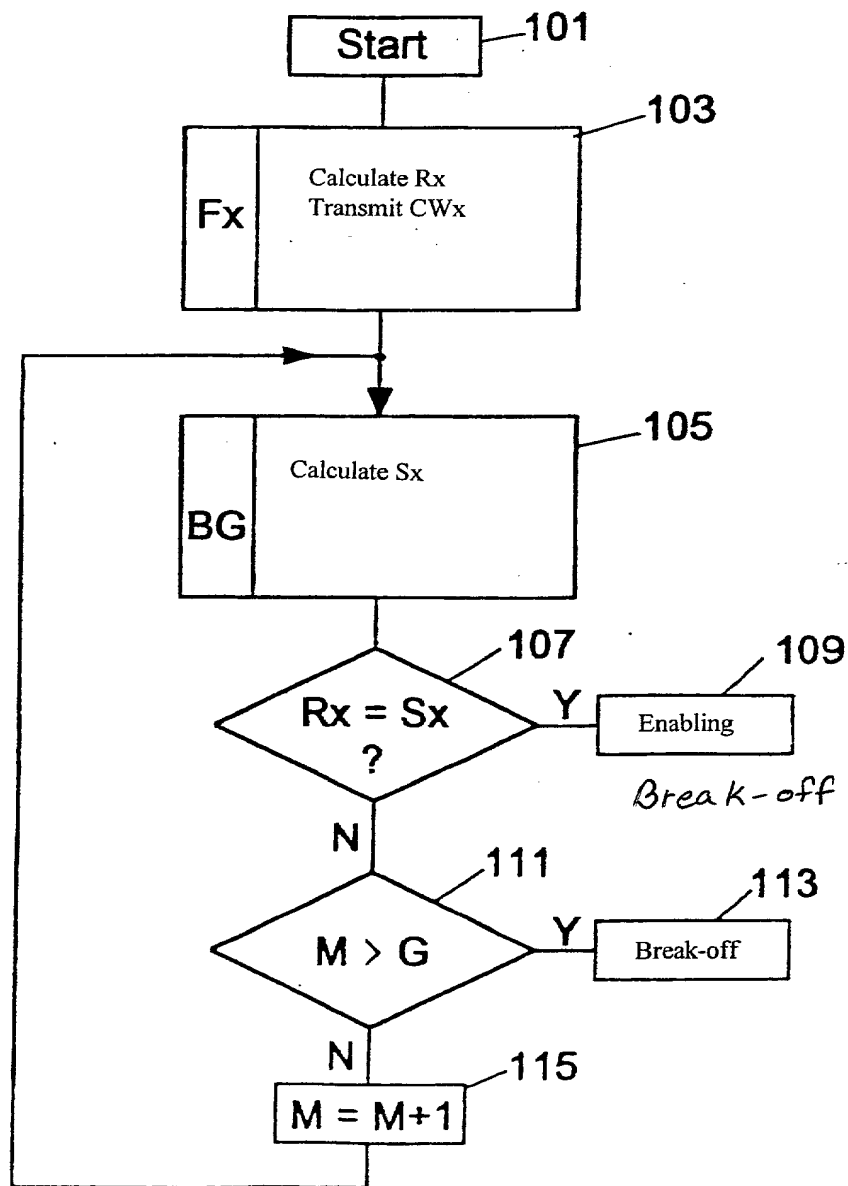 Start
101
103
Fx
Calculate Rx
Transmit CWx
105
BG
Calculate Sx
107
Rx = Sx
?
Y
109
Enabling
Break-off
N
111
M > G
Y
113
Break-off
N
115
M = M+1